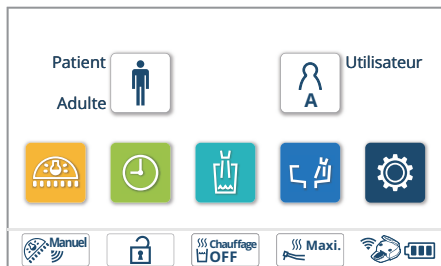 Patient
Utilisateur
Adulte
A
Manuel
Chauffage
OFF
Maxi.